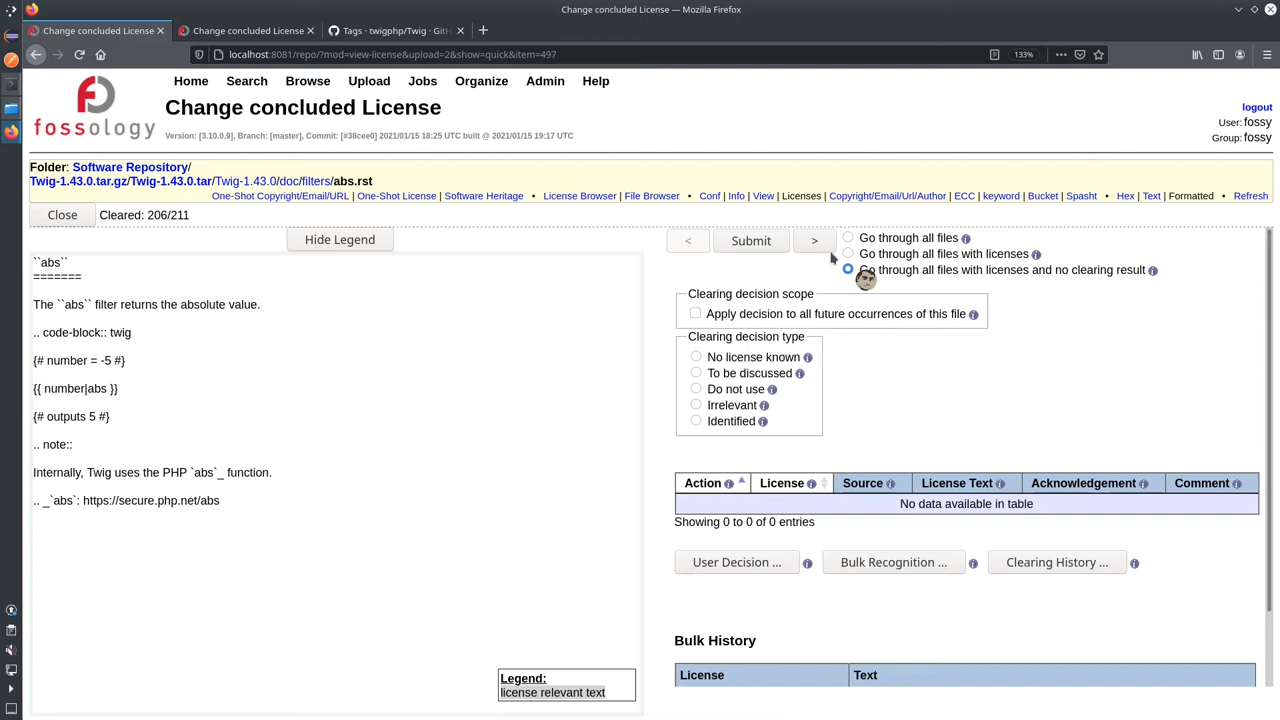 Change concluded License — Mozilla Firefox
Change concluded License
Change concluded License
Tags · twigphp/Twig · GitH
localhost:8081/repo/?mod=view-license&upload=2&show=quick&item=497
133%
Home Search Browse Upload Jobs Organize Admin Help
fossology
Change concluded License
Version: [3.10.0.9], Branch: [master], Commit: [#38cee0] 2021/01/15 18:25 UTC built @ 2021/01/15 19:17 UTC
logout
User: fossy
Group: fossy
Folder: Software Repository/
Twig-1.43.0.tar.gz/Twig-1.43.0.tar/Twig-1.43.0/doc/filters/abs.rst
One-Shot Copyright/Email/URL | One-Shot License | Software Heritage • License Browser | File Browser • Conf | Info | View | Licenses | Copyright/Email/Url/Author | ECC | keyword | Bucket | Spasht • Hex | Text | Formatted • Refresh
Close Cleared: 206/211
Hide Legend
``abs``
=======
The ``abs`` filter returns the absolute value.
.. code-block:: twig
{# number = -5 #}
{{ number|abs }}
{# outputs 5 #}
.. note::
Internally, Twig uses the PHP `abs`_ function.
.. _`abs`: https://secure.php.net/abs
Legend:
license relevant text
< Submit >
Go through all files
Go through all files with licenses
Go through all files with licenses and no clearing result
Clearing decision scope
Apply decision to all future occurrences of this file
Clearing decision type
No license known
To be discussed
Do not use
Irrelevant
Identified
Action License Source License Text Acknowledgement Comment
No data available in table
Showing 0 to 0 of 0 entries
User Decision ... Bulk Recognition ... Clearing History ...
Bulk History
License Text